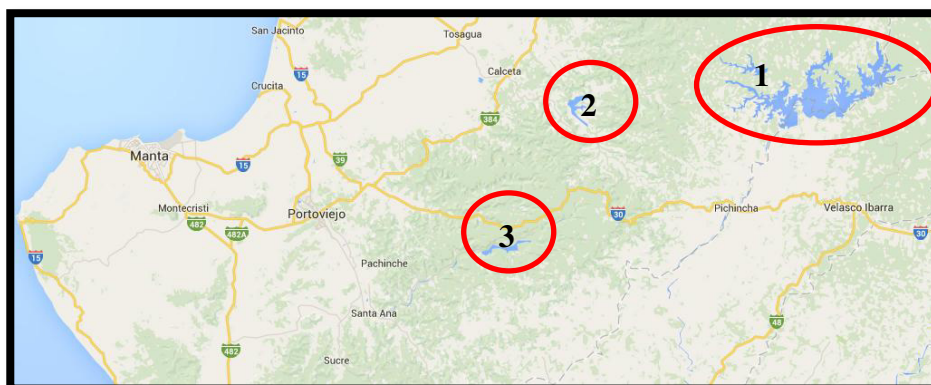 San Jacinto
Tosagua
15
Calceta
Crucita
1
2
384
Manta
15
39
Montecristi
482
482A
Portoviejo
30
Pichincha
Velasco Ibarra
30
3
15
Pachinche
Santa Ana
48
482
Sucre